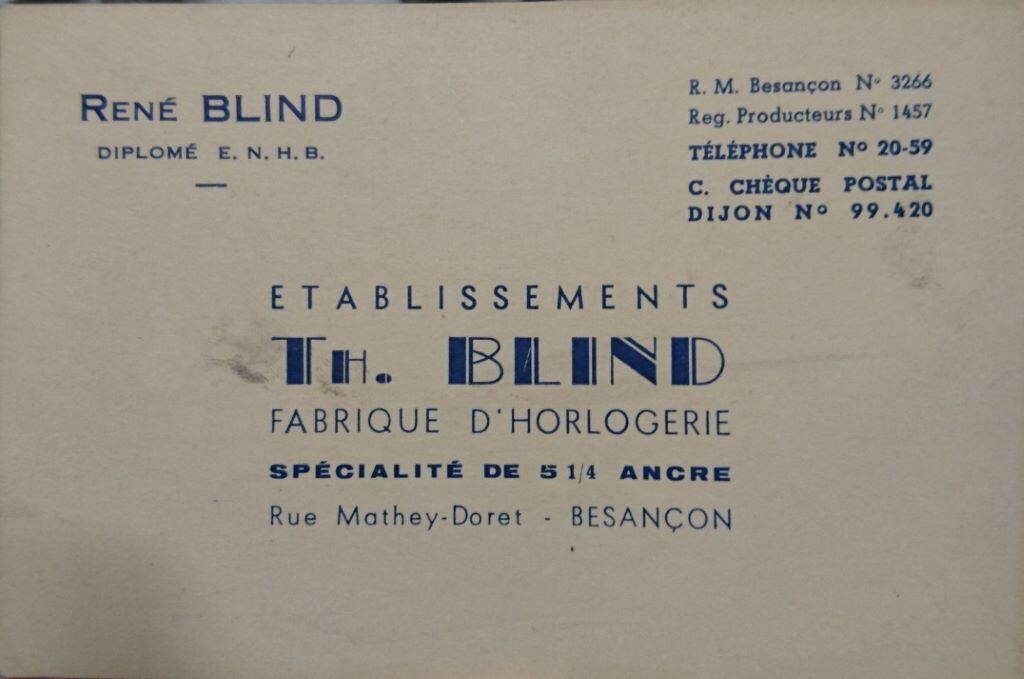 René BLIND
DIPLOMÉ E. N. H. B.
R. M. Besançon N° 3266
Reg. Producteurs N° 1457
TÉLÉPHONE N° 20-59
C. CHÈQUE POSTAL
DIJON N° 99.420
ETABLISSEMENTS
TH. BLIND
FABRIQUE D'HORLOGERIE
SPÉCIALITÉ DE 5 1/4 ANCRE
Rue Mathey-Doret - BESANÇON